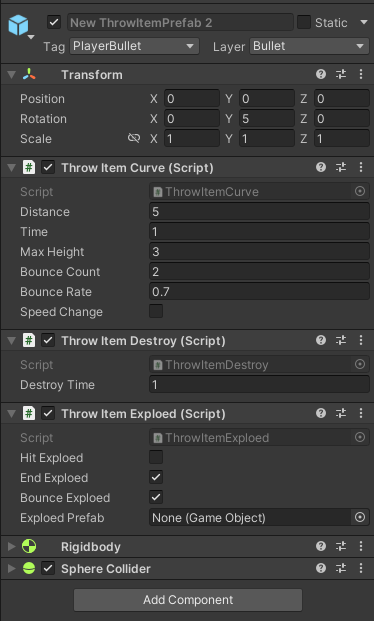 New ThrowItemPrefab 2 Static
Tag PlayerBullet Layer Bullet
Transform
Position X 0 Y 0 Z 0
Rotation X 0 Y 5 Z 0
Scale X 1 Y 1 Z 1
# Throw Item Curve (Script)
Script # ThrowItemCurve
Distance 5
Time 1
Max Height 3
Bounce Count 2
Bounce Rate 0.7
Speed Change
# Throw Item Destroy (Script)
Script # ThrowItemDestroy
Destroy Time 1
# Throw Item Exploed (Script)
Script # ThrowItemExploed
Hit Exploed
End Exploed
Bounce Exploed
Exploed Prefab None (Game Object)
Rigidbody
Sphere Collider
Add Component